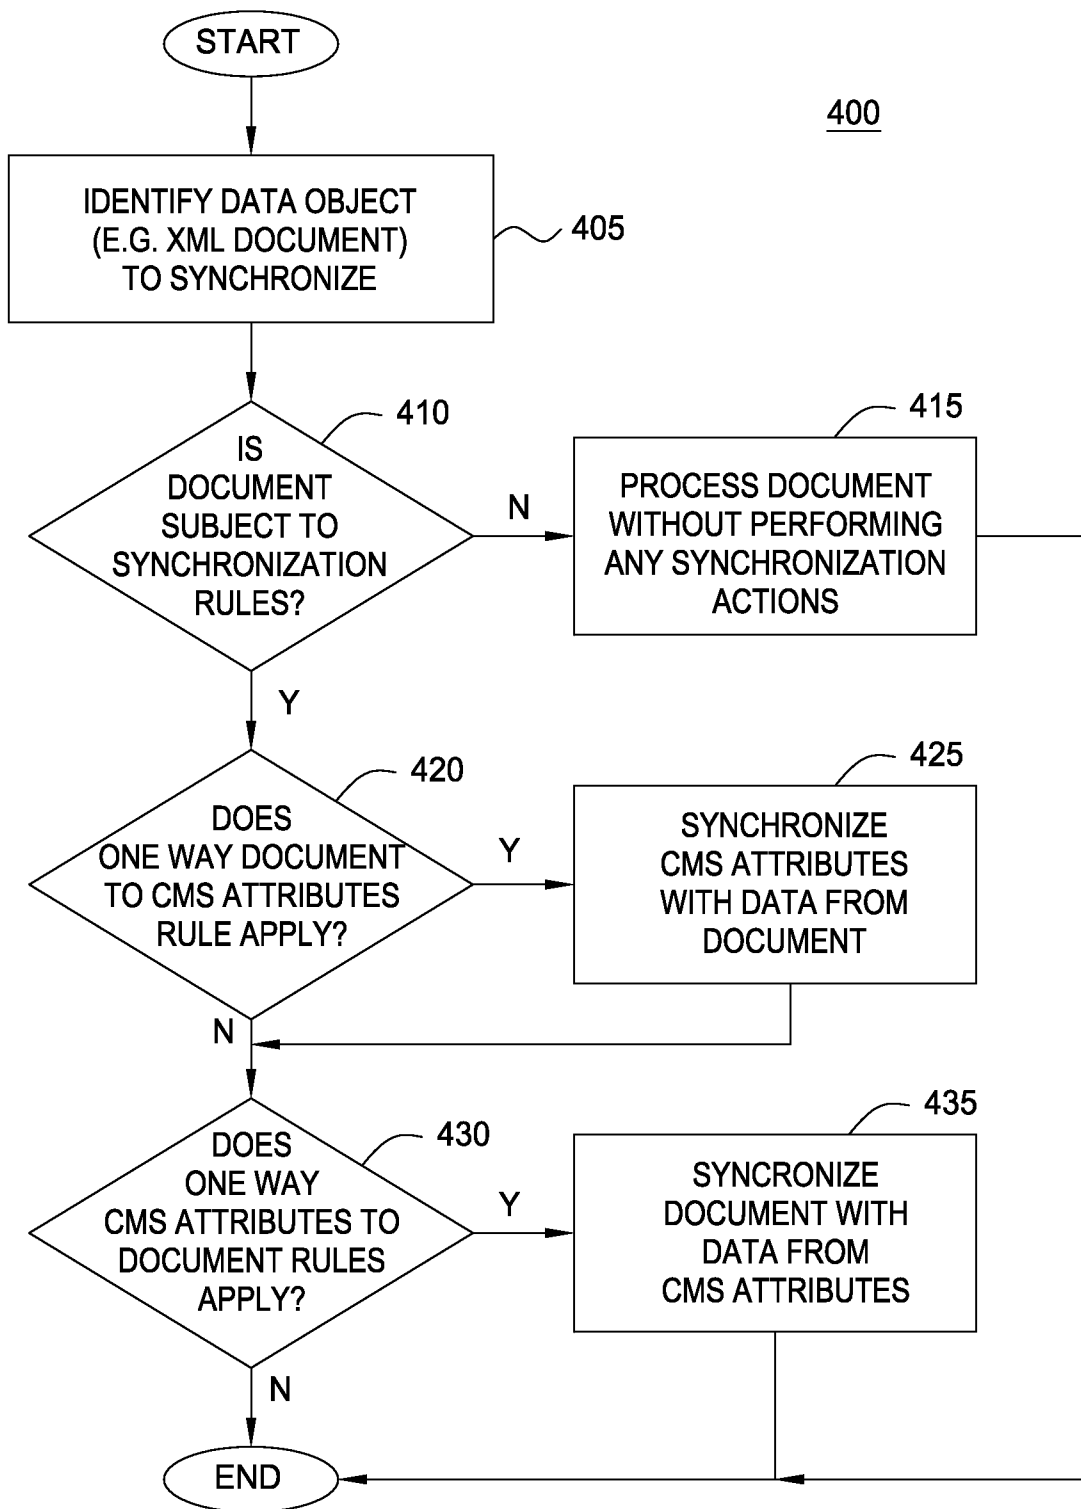 START
400
IDENTIFY DATA OBJECT
(E.G. XML DOCUMENT)
TO SYNCHRONIZE
405
410
IS
DOCUMENT
SUBJECT TO
SYNCHRONIZATION
RULES?
N
415
PROCESS DOCUMENT
WITHOUT PERFORMING
ANY SYNCHRONIZATION
ACTIONS
Y
420
DOES
ONE WAY DOCUMENT
TO CMS ATTRIBUTES
RULE APPLY?
Y
425
SYNCHRONIZE
CMS ATTRIBUTES
WITH DATA FROM
DOCUMENT
N
430
DOES
ONE WAY
CMS ATTRIBUTES TO
DOCUMENT RULES
APPLY?
Y
435
SYNCRONIZE
DOCUMENT WITH
DATA FROM
CMS ATTRIBUTES
N
END